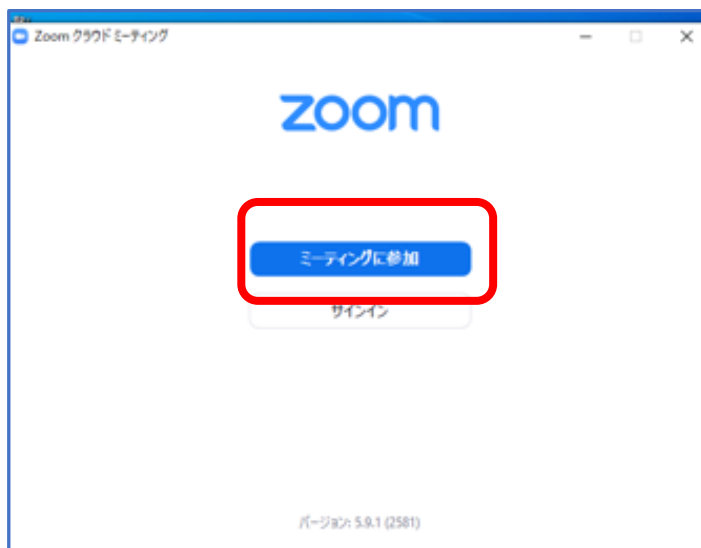 Zoom クラウド ミーティング
zoom
ミーティングに参加
サインイン
バージョン: 5.9.1 (2581)